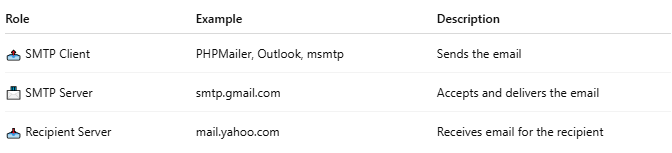 Role Example Description
SMTP Client PHPMailer, Outlook, msmtp Sends the email
SMTP Server smtp.gmail.com Accepts and delivers the email
Recipient Server mail.yahoo.com Receives email for the recipient